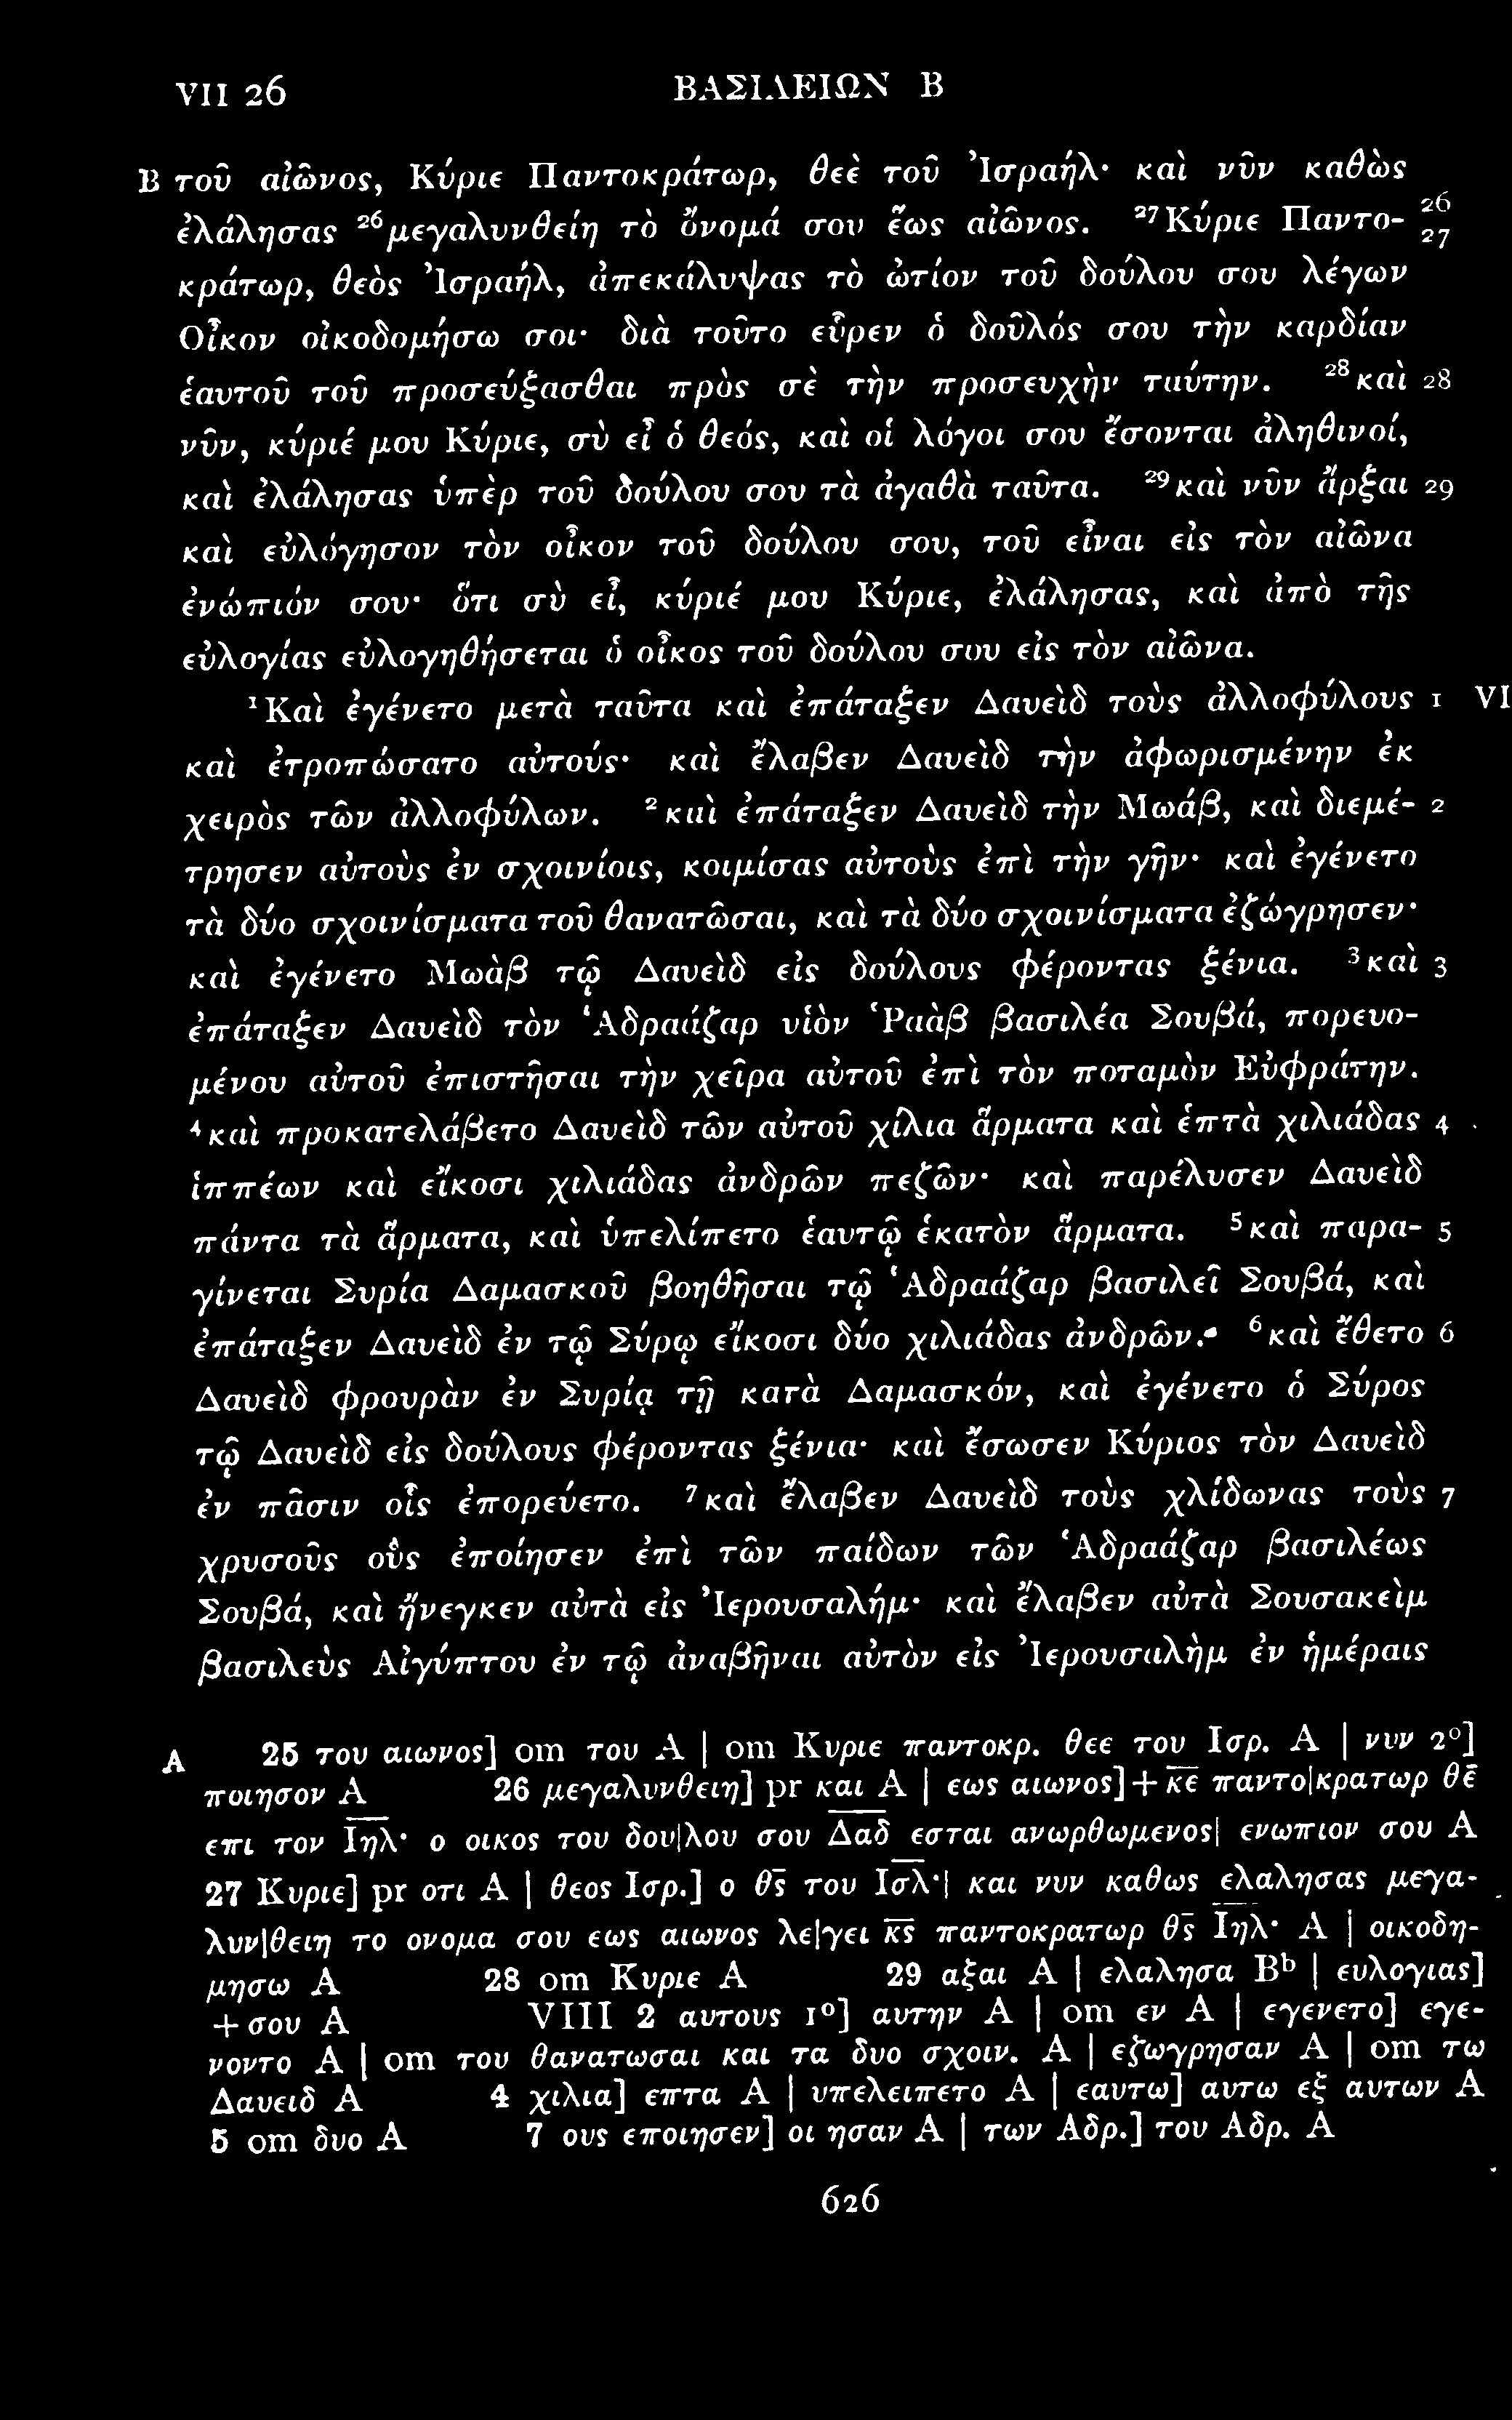 VII 26 ΒΑΣΙΛΕΙΩΝ Β
B τοῦ αἰῶνος, Κύριε Παντοκράτωρ, θεὲ τοῦ Ἰσραήλ· καὶ νῦν καθὼς
ἐλάλησας ²⁶μεγαλυνθείη τὸ ὄνομά σου ἕως αἰῶνος. ²⁷Κύριε Παντο- 26 27
κράτωρ, θεὸς Ἰσραήλ, ἀπεκάλυψας τὸ ὠτίον τοῦ δούλου σου λέγων
Οἶκον οἰκοδομήσω σοι· διὰ τοῦτο εὗρεν ὁ δοῦλός σου τὴν καρδίαν
ἑαυτοῦ τοῦ προσεύξασθαι πρὸς σὲ τὴν προσευχὴν ταύτην. ²⁸καὶ 28
νῦν, κύριέ μου Κύριε, σὺ εἶ ὁ θεός, καὶ οἱ λόγοι σου ἔσονται ἀληθινοί,
καὶ ἐλάλησας ὑπὲρ τοῦ δούλου σου τὰ ἀγαθὰ ταῦτα. ²⁹καὶ νῦν ἄρξαι 29
καὶ εὐλόγησον τὸν οἶκον τοῦ δούλου σου, τοῦ εἶναι εἰς τὸν αἰῶνα
ἐνώπιόν σου· ὅτι σὺ εἶ, κύριέ μου Κύριε, ἐλάλησας, καὶ ἀπὸ τῆς
εὐλογίας εὐλογηθήσεται ὁ οἶκος τοῦ δούλου σου εἰς τὸν αἰῶνα.
¹Καὶ ἐγένετο μετὰ ταῦτα καὶ ἐπάταξεν Δαυεὶδ τοὺς ἀλλοφύλους 1 VI
καὶ ἐτροπώσατο αὐτούς· καὶ ἔλαβεν Δαυεὶδ τὴν ἀφωρισμένην ἐκ
χειρὸς τῶν ἀλλοφύλων. ²καὶ ἐπάταξεν Δαυεὶδ τὴν Μωάβ, καὶ διεμέ- 2
τρησεν αὐτοὺς ἐν σχοινίοις, κοιμίσας αὐτοὺς ἐπὶ τὴν γῆν· καὶ ἐγένετο
τὰ δύο σχοινίσματα τοῦ θανατῶσαι, καὶ τὰ δύο σχοινίσματα ἐζώγρησεν·
καὶ ἐγένετο Μωὰβ τῷ Δαυεὶδ εἰς δούλους φέροντας ξένια. ³καὶ 3
ἐπάταξεν Δαυεὶδ τὸν Ἁδραάζαρ υἱὸν Ῥαὰβ βασιλέα Σουβά, πορευο-
μένου αὐτοῦ ἐπιστῆσαι τὴν χεῖρα αὐτοῦ ἐπὶ τὸν ποταμὸν Εὐφράτην.
⁴καὶ προκατελάβετο Δαυεὶδ τῶν αὐτοῦ χίλια ἅρματα καὶ ἑπτὰ χιλιάδας 4
ἱππέων καὶ εἴκοσι χιλιάδας ἀνδρῶν πεζῶν· καὶ παρέλυσεν Δαυεὶδ
πάντα τὰ ἅρματα, καὶ ὑπελίπετο ἑαυτῷ ἑκατὸν ἅρματα. ⁵καὶ παρα- 5
γίνεται Συρία Δαμασκοῦ βοηθῆσαι τῷ Ἁδραάζαρ βασιλεῖ Σουβά, καὶ
ἐπάταξεν Δαυεὶδ ἐν τῷ Σύρῳ εἴκοσι δύο χιλιάδας ἀνδρῶν. ⁶καὶ ἔθετο 6
Δαυεὶδ φρουρὰν ἐν Συρίᾳ τῇ κατὰ Δαμασκόν, καὶ ἐγένετο ὁ Σύρος
τῷ Δαυεὶδ εἰς δούλους φέροντας ξένια· καὶ ἔσωσεν Κύριος τὸν Δαυεὶδ
ἐν πᾶσιν οἷς ἐπορεύετο. ⁷καὶ ἔλαβεν Δαυεὶδ τοὺς χλίδωνας τοὺς 7
χρυσοῦς οὓς ἐποίησεν ἐπὶ τῶν παίδων τῶν Ἁδραάζαρ βασιλέως
Σουβά, καὶ ἤνεγκεν αὐτὰ εἰς Ἰερουσαλήμ· καὶ ἔλαβεν αὐτὰ Σουσακεὶμ
βασιλεὺς Αἰγύπτου ἐν τῷ ἀναβῆναι αὐτὸν εἰς Ἰερουσαλὴμ ἐν ἡμέραις
A 25 του αιωνος] om του A | om Κυριε παντοκρ. θεε του Ισρ. A | νυν 2°]
ποιησον A 26 μεγαλυνθειη] pr και A | εως αιωνος]+κ̅ε̅ παντο|κρατωρ θ̅ε̅
επι τον Ι̅η̅λ̅· ο οικος του δου|λου σου Δ̅α̅δ̅ εσται ανωρθωμενος| ενωπιον σου A
27 Κυριε] pr οτι A | θεος Ισρ.] ο θ̅ς̅ του Ι̅σ̅λ̅·| και νυν καθως ελαλησας μεγα-
λυν|θειη το ονομα σου εως αιωνος λε|γει κ̅ς̅ παντοκρατωρ θ̅ς̅ Ι̅η̅λ̅· A | οικοδη-
μησω A 28 om Κυριε A 29 αξαι A | ελαλησα Bᵇ | ευλογιας]
+σου A VIII 2 αυτους 1°] αυτην A | om εν A | εγενετο] εγε-
νοντο A | om του θανατωσαι και τα δυο σχοιν. A | εζωγρησαν A | om τω
Δαυειδ A 4 χιλια] επτα A | υπελειπετο A | εαυτω] αυτω εξ αυτων A
5 om δυο A 7 ους εποιησεν] οι ησαν A | των Αδρ.] του Αδρ. A
626